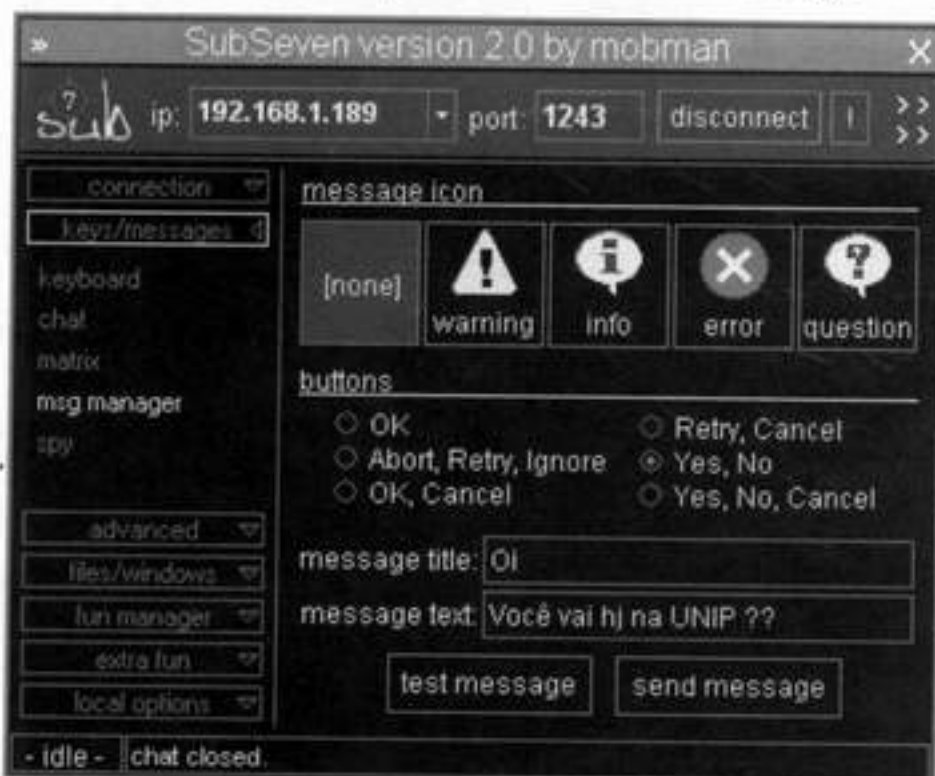 » SubSeven version 2.0 by mobman X
7
sub ip: 192.168.1.189 port: 1243 disconnect ! >> >>
connection
keys/messages
keyboard
chat
matrix
msg manager
spy
advanced
files/windows
fun manager
extra fun
local options
message icon
[none]
warning
info
error
question
buttons
OK
Abort, Retry, Ignore
OK, Cancel
Retry, Cancel
Yes, No
Yes, No, Cancel
message title: Oi
message text: Você vai hj na UNIP ??
test message send message
- idle - chat closed.